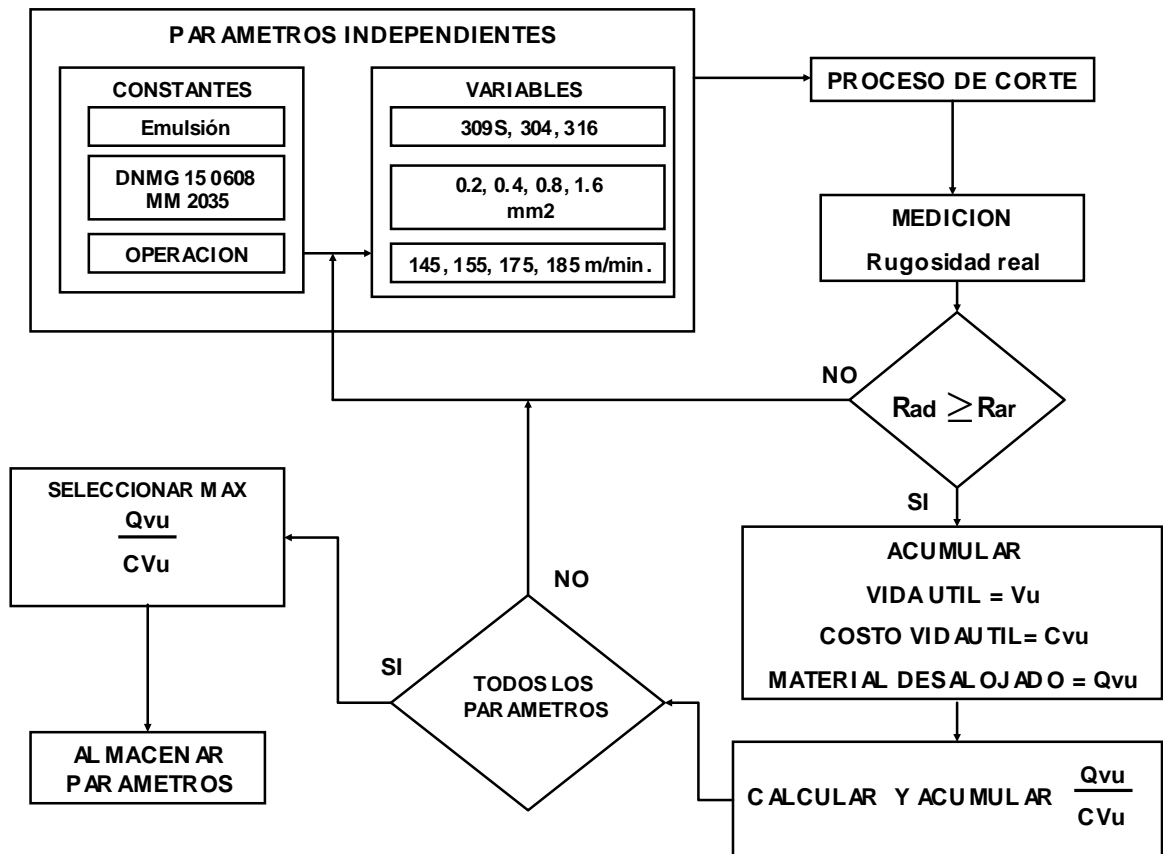 PARAMETROS INDEPENDIENTES
CONSTANTES
Emulsión
DNMG 15 0608
MM 2035
OPERACION
VARIABLES
309S, 304, 316
0.2, 0.4, 0.8, 1.6
mm2
145, 155, 175, 185 m/min.
PROCESO DE CORTE
MEDICION
Rugosidad real
NO
Rad ≥ Rar
SI
ACUMULAR
VIDA UTIL = Vu
COSTO VIDAUTIL= Cvu
MATERIAL DESALOJADO = Qvu
CALCULAR Y ACUMULAR Qvu
CVu
TODOS LOS
PARAMETROS
NO
SI
SELECCIONAR MAX
Qvu
CVu
ALMACENAR
PARAMETROS